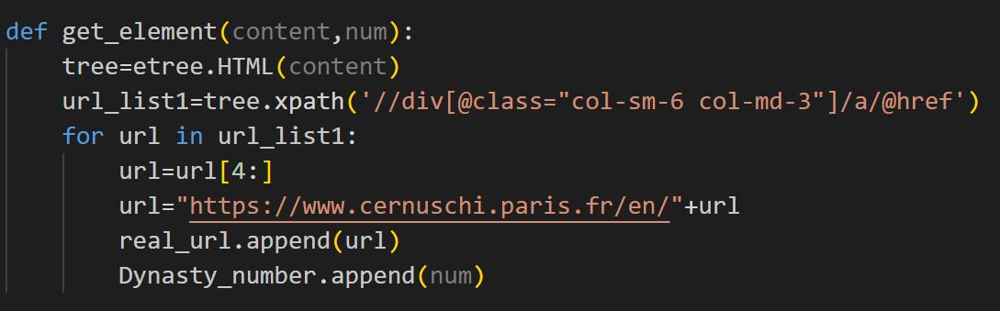 def get_element(content,num):
    tree=etree.HTML(content)
    url_list1=tree.xpath('//div[@class="col-sm-6 col-md-3"]/a/@href')
    for url in url_list1:
        url=url[4:]
        url="https://www.cernuschi.paris.fr/en/"+url
        real_url.append(url)
        Dynasty_number.append(num)